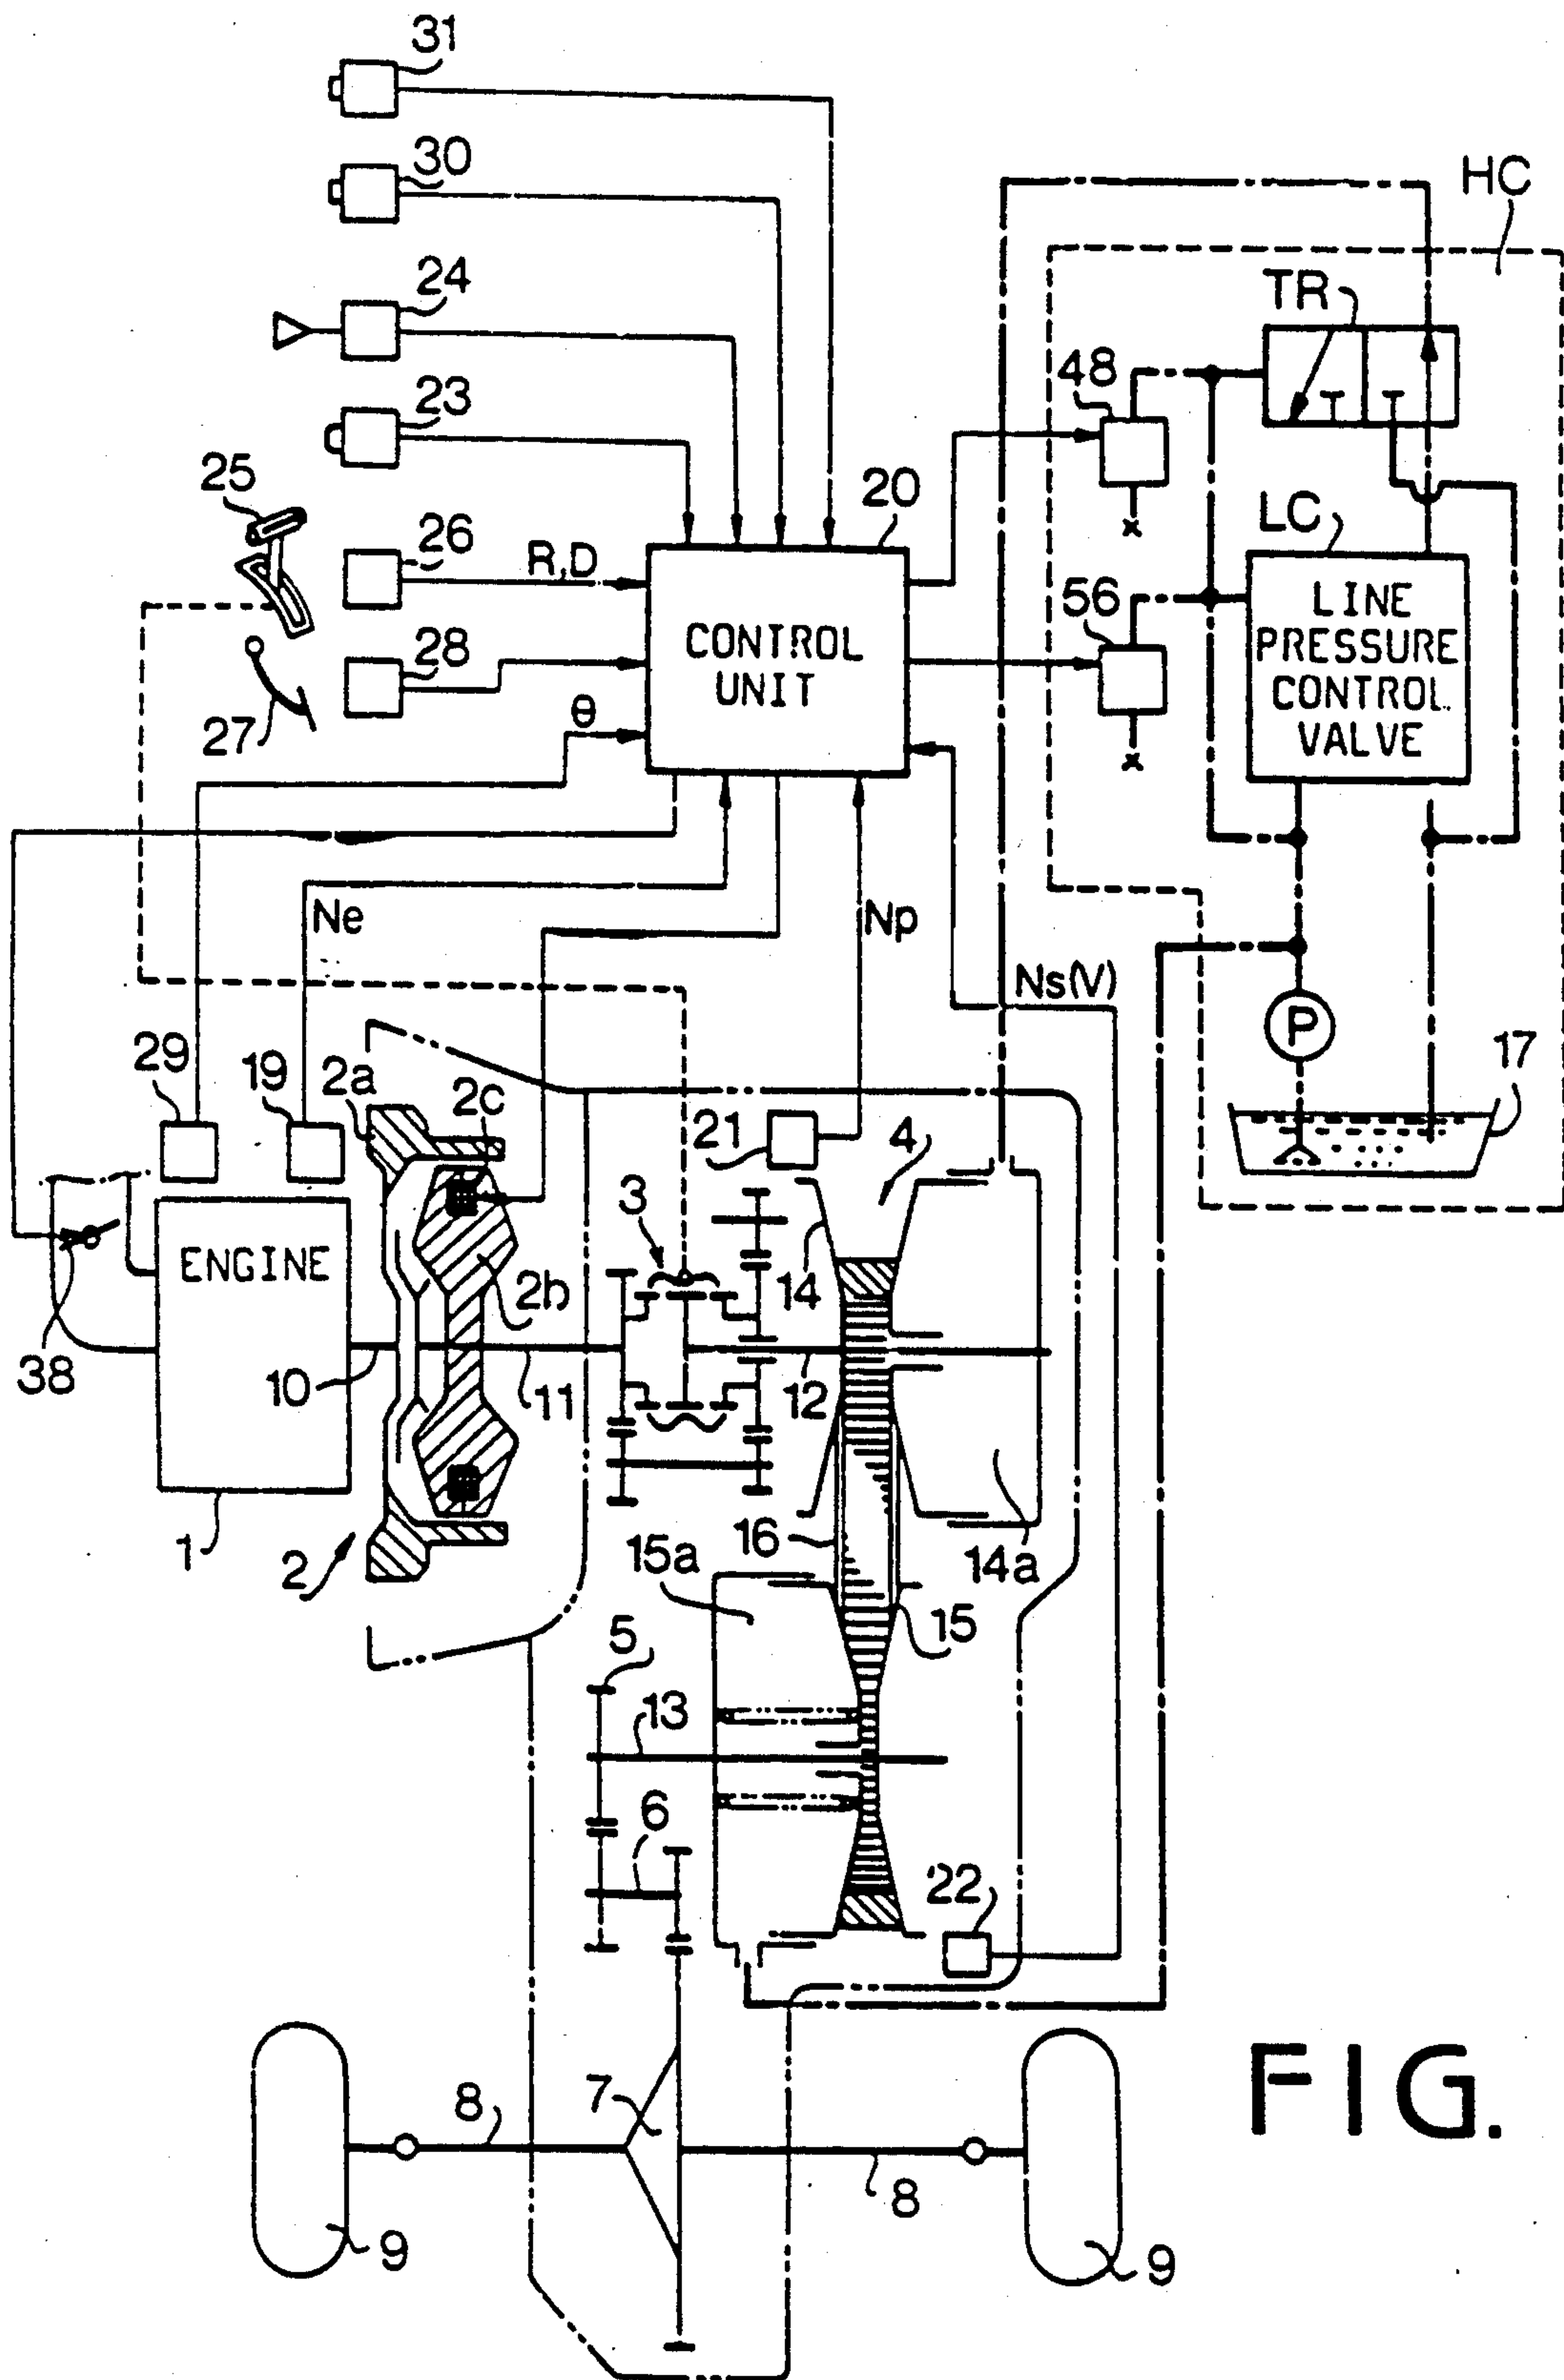 31
30
HC
24
TR
48
23
25
26
R,D
20
LC
28
CONTROL
UNIT
56
LINE
PRESSURE
CONTROL
VALVE
27
θ
Ne
Np
Ns(V)
P
17
29
19
2a
2c
21
4
3
ENGINE
2b
14
38
10
11
12
1
2
16
15a
14a
15
5
13
6
22
7
8
8
9
9
FIG.